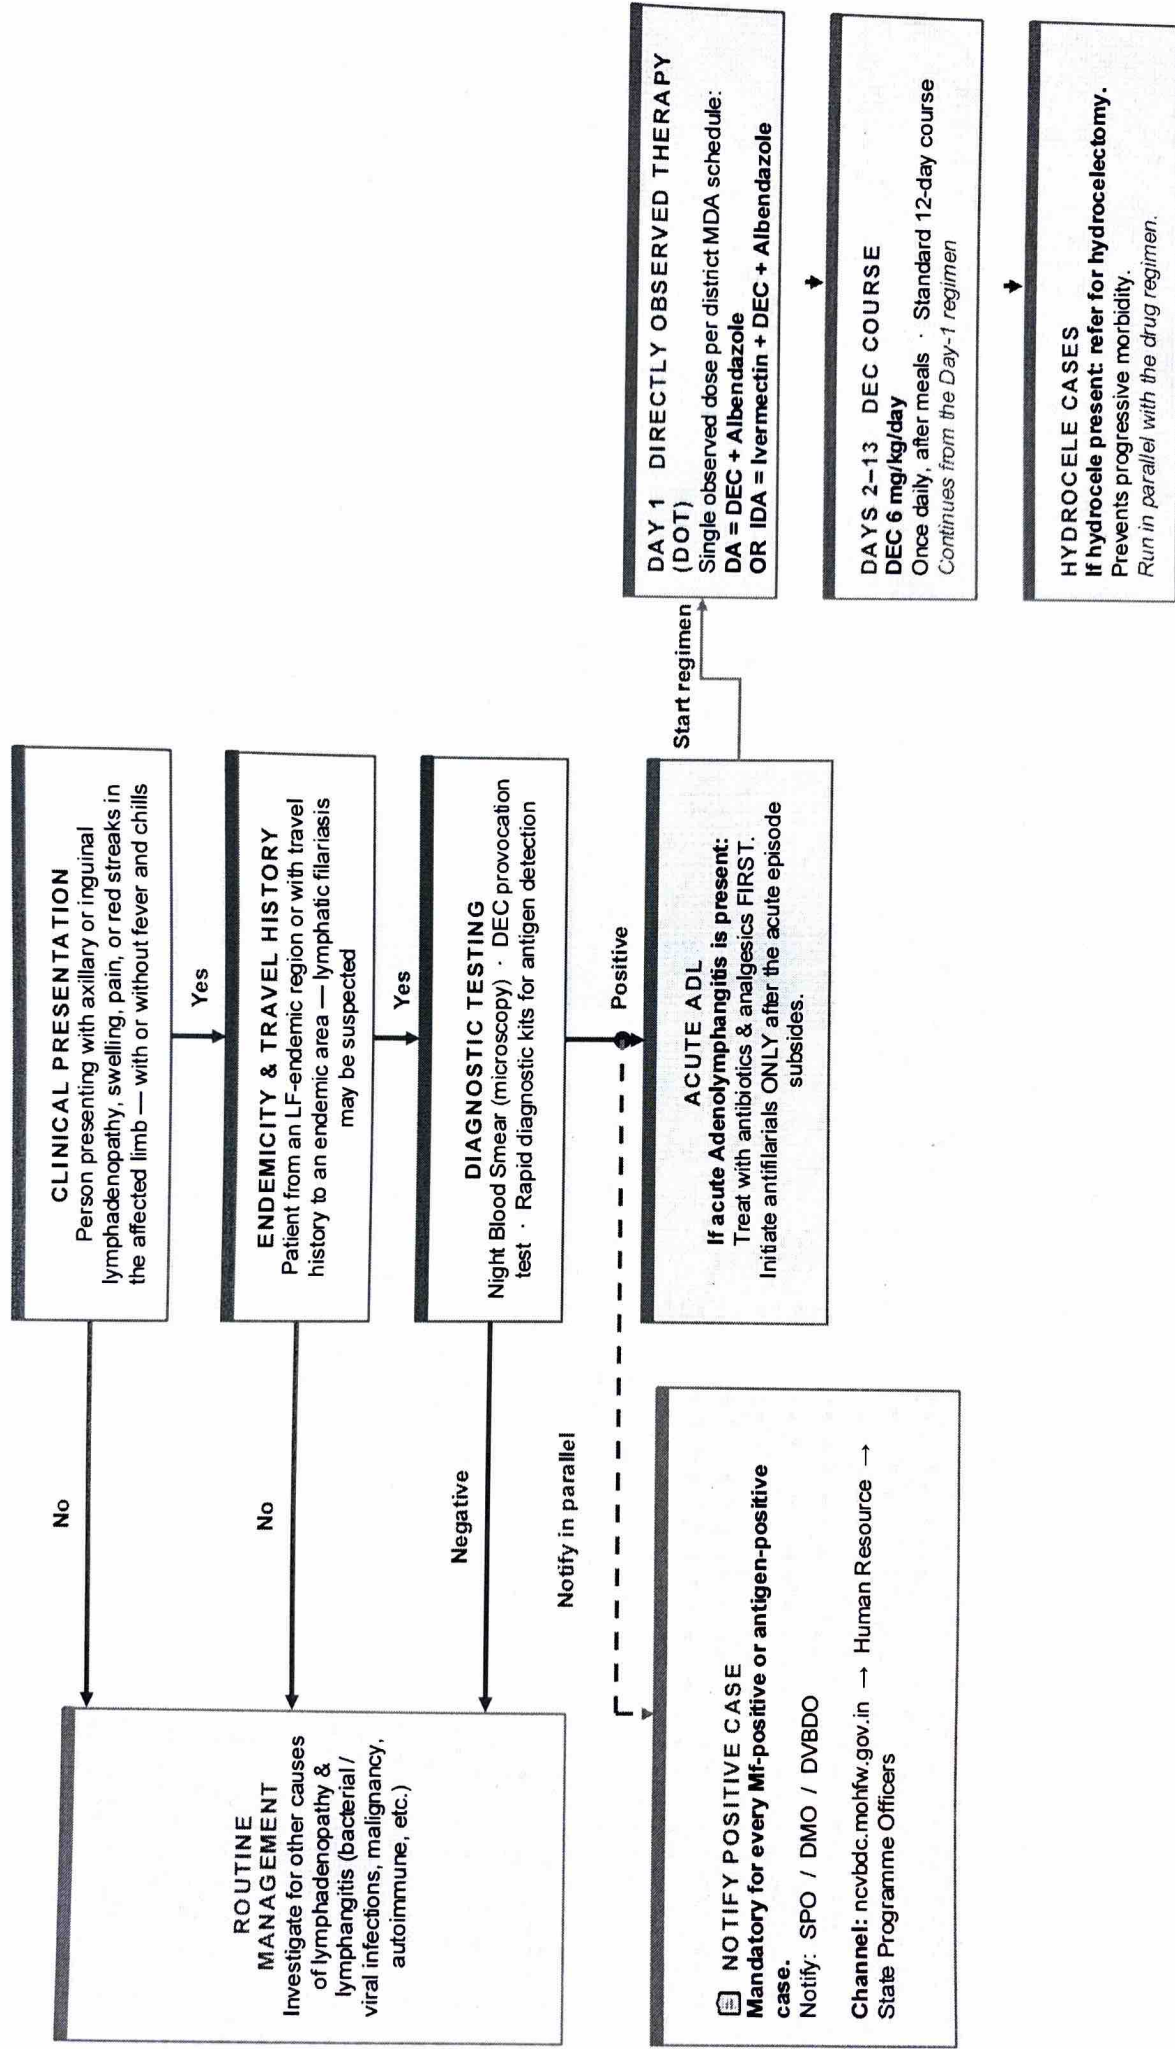 CLINICAL PRESENTATION
Person presenting with axillary or inguinal
lymphadenopathy, swelling, pain, or red streaks in
the affected limb — with or without fever and chills
No
Yes
ENDEMICITY & TRAVEL HISTORY
Patient from an LF-endemic region or with travel
history to an endemic area — lymphatic filariasis
may be suspected
No
Yes
DIAGNOSTIC TESTING
Night Blood Smear (microscopy) · DEC provocation
test · Rapid diagnostic kits for antigen detection
Negative
Positive
ROUTINE
MANAGEMENT
Investigate for other causes
of lymphadenopathy &
lymphangitis (bacterial /
viral infections, malignancy,
autoimmune, etc.)
Notify in parallel
NOTIFY POSITIVE CASE
Mandatory for every Mf-positive or antigen-positive
case.
Notify: SPO / DMO / DVBDO
Channel: ncvbdc.mohfw.gov.in → Human Resource →
State Programme Officers
ACUTE ADL
If acute Adenolymphangitis is present:
Treat with antibiotics & analgesics FIRST.
Initiate antifilarials ONLY after the acute episode
subsides.
Start regimen
DAY 1 DIRECTLY OBSERVED THERAPY
(DOT)
Single observed dose per district MDA schedule:
DA = DEC + Albendazole
OR IDA = Ivermectin + DEC + Albendazole
DAYS 2–13 DEC COURSE
DEC 6 mg/kg/day
Once daily, after meals · Standard 12-day course
Continues from the Day-1 regimen
HYDROCELE CASES
If hydrocele present: refer for hydrocelectomy.
Prevents progressive morbidity.
Run in parallel with the drug regimen.